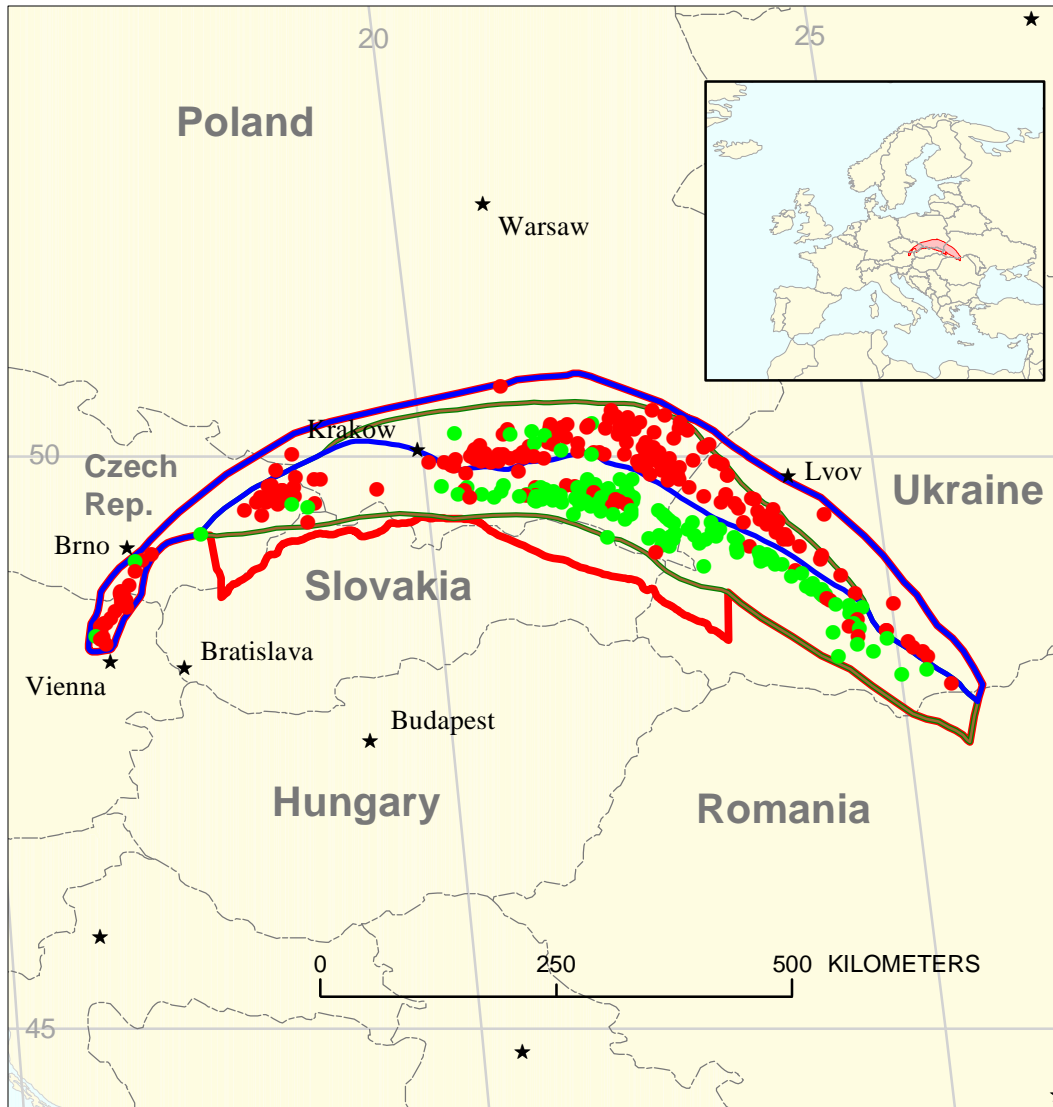 20
25
Poland
Warsaw
Krakow
50
Czech
Rep.
Lvov
Ukraine
Brno
Slovakia
Bratislava
Vienna
Budapest
Hungary
Romania
0 250 500 KILOMETERS
45